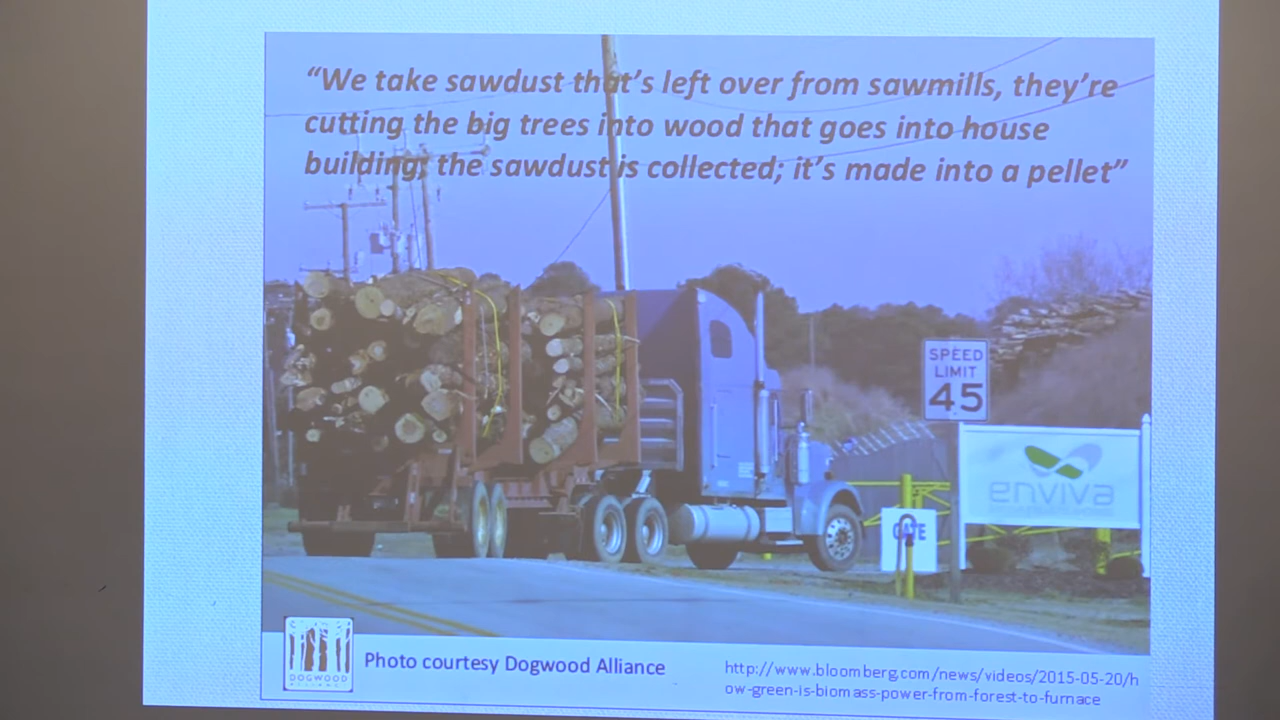 “We take sawdust that’s left over from sawmills, they’re
cutting the big trees into wood that goes into house
building; the sawdust is collected; it’s made into a pellet”
SPEED
LIMIT
45
enviva
GATE
DOGWOOD
ALLIANCE
Photo courtesy Dogwood Alliance
http://www.bloomberg.com/news/videos/2015-05-20/h
ow-green-is-biomass-power-from-forest-to-furnace